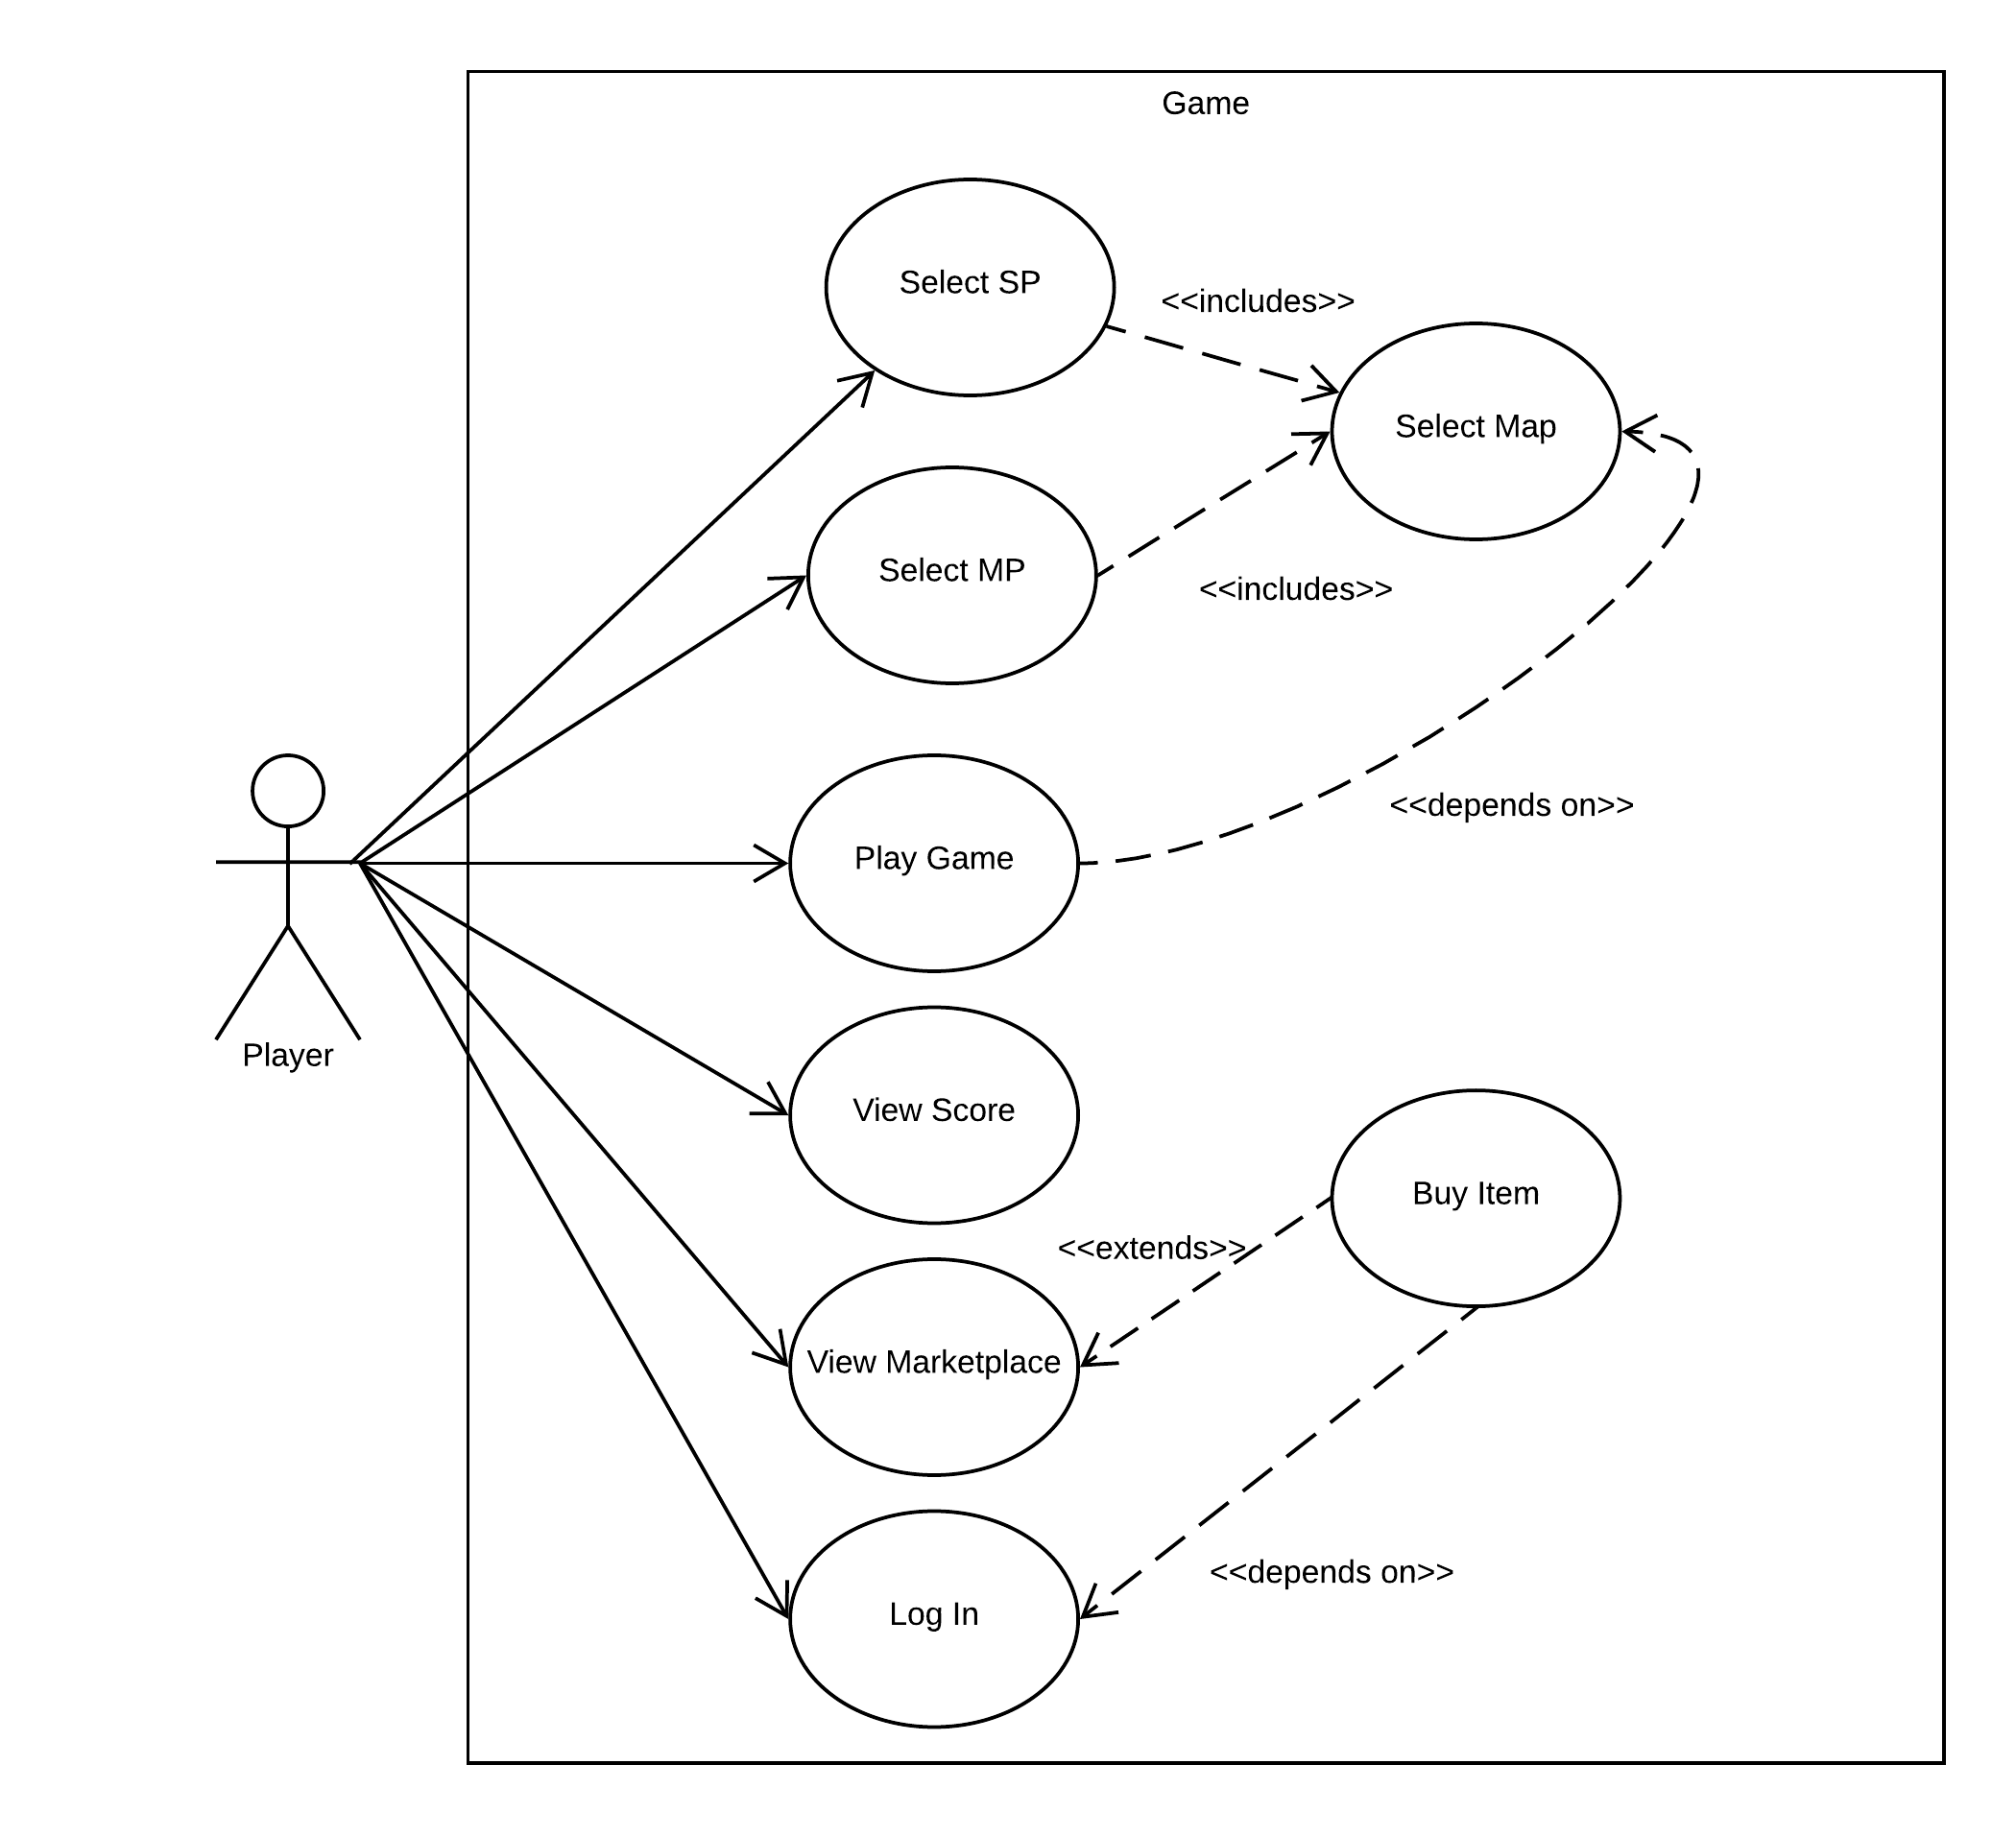 Game
Select SP
<<includes>>
Select Map
Select MP
<<includes>>
Play Game
<<depends on>>
Player
View Score
Buy Item
<<extends>>
View Marketplace
<<depends on>>
Log In